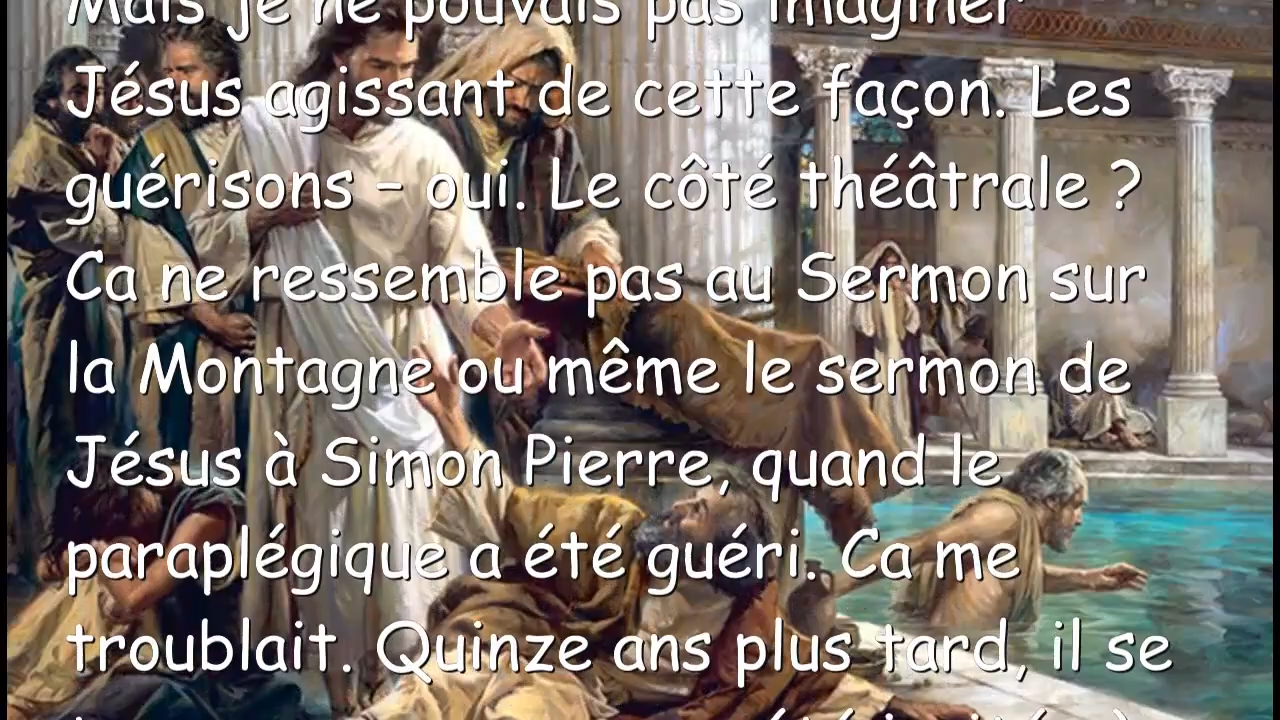 Mais je ne pouvais pas imaginer
Jésus agissant de cette façon. Les
guérisons – oui. Le côté théâtrale ?
Ca ne ressemble pas au Sermon sur
la Montagne ou même le sermon de
Jésus à Simon Pierre, quand le
paraplégique a été guéri. Ca me
troublait. Quinze ans plus tard, il se